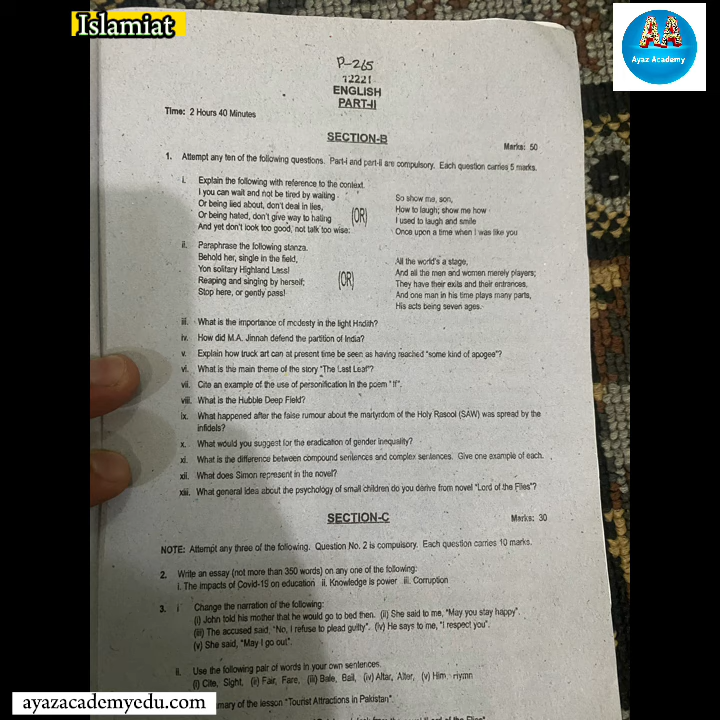 Islamiat
AA
Ayaz Academy
P-265
12221
ENGLISH
PART-II
Time: 2 Hours 40 Minutes
SECTION-B
Marks: 50
1. Attempt any ten of the following questions. Part-i and part-ii are compulsory. Each question carries 5 marks.
i. Explain the following with reference to the context.
I you can wait and not be tired by waiting
Or being lied about, don't deal in lies,
Or being hated, don't give way to hating
And yet don't look too good, not talk too wise:
(OR)
So show me, son,
How to laugh; show me how
I used to laugh and smile
Once upon a time when I was like you
ii. Paraphrase the following stanza.
Behold her, single in the field,
Yon solitary Highland Lass!
Reaping and singing by herself;
Stop here, or gently pass!
(OR)
All the world's a stage,
And all the men and women merely players;
They have their exits and their entrances,
And one man in his time plays many parts,
His acts being seven ages.
iii. What is the importance of modesty in the light Hadith?
iv. How did M.A. Jinnah defend the partition of India?
v. Explain how truck art can at present time be seen as having reached "some kind of apogee"?
vi. What is the main theme of the story "The Last Leaf"?
vii. Cite an example of the use of personification in the poem "If".
viii. What is the Hubble Deep Field?
ix. What happened after the false rumour about the martyrdom of the Holy Rasool (SAW) was spread by the
infidels?
x. What would you suggest for the eradication of gender inequality?
xi. What is the difference between compound sentences and complex sentences. Give one example of each.
xii. What does Simon represent in the novel?
xiii. What general idea about the psychology of small children do you derive from novel "Lord of the Flies"?
SECTION-C
Marks: 30
NOTE: Attempt any three of the following. Question No. 2 is compulsory. Each question carries 10 marks.
2. Write an essay (not more than 350 words) on any one of the following:
i. The impacts of Covid-19 on education ii. Knowledge is power iii. Corruption
3. i Change the narration of the following:
(i) John told his mother that he would go to bed then. (ii) She said to me, "May you stay happy".
(iii) The accused said, "No, I refuse to plead guilty". (iv) He says to me, "I respect you".
(v) She said, "May I go out".
ii. Use the following pair of words in your own sentences.
(i) Cite, Sight, (ii) Fair, Fare, (iii) Bale, Bail, (iv) Altar, Alter, (v) Him, Hymn
mary of the lesson "Tourist Attractions in Pakistan".
ayazacademyedu.com